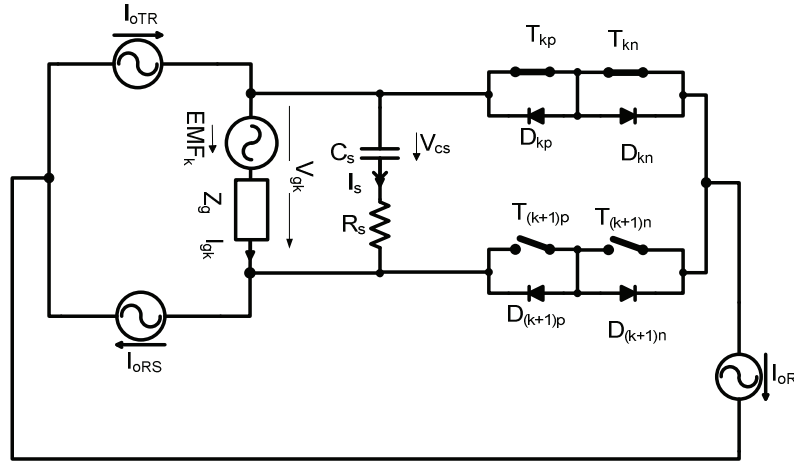 IoTR
Tkp
Tkn
EMFk
Vgk
Cs
Vcs
Dkp
Dkn
Zg
Is
Rs
Igk
T(k+1)p
T(k+1)n
D(k+1)p
D(k+1)n
IoRS
IoR